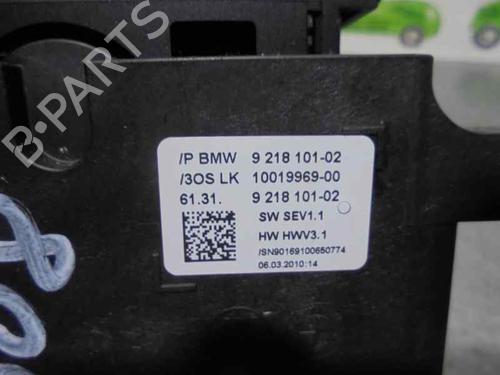 B-PARTS
/P BMW 9 218 101-02
/3OS LK 10019969-00
61.31. 9 218 101-02
SW SEV1.1
HW HWV3.1
/SN90169100650774
06.03.2010:14